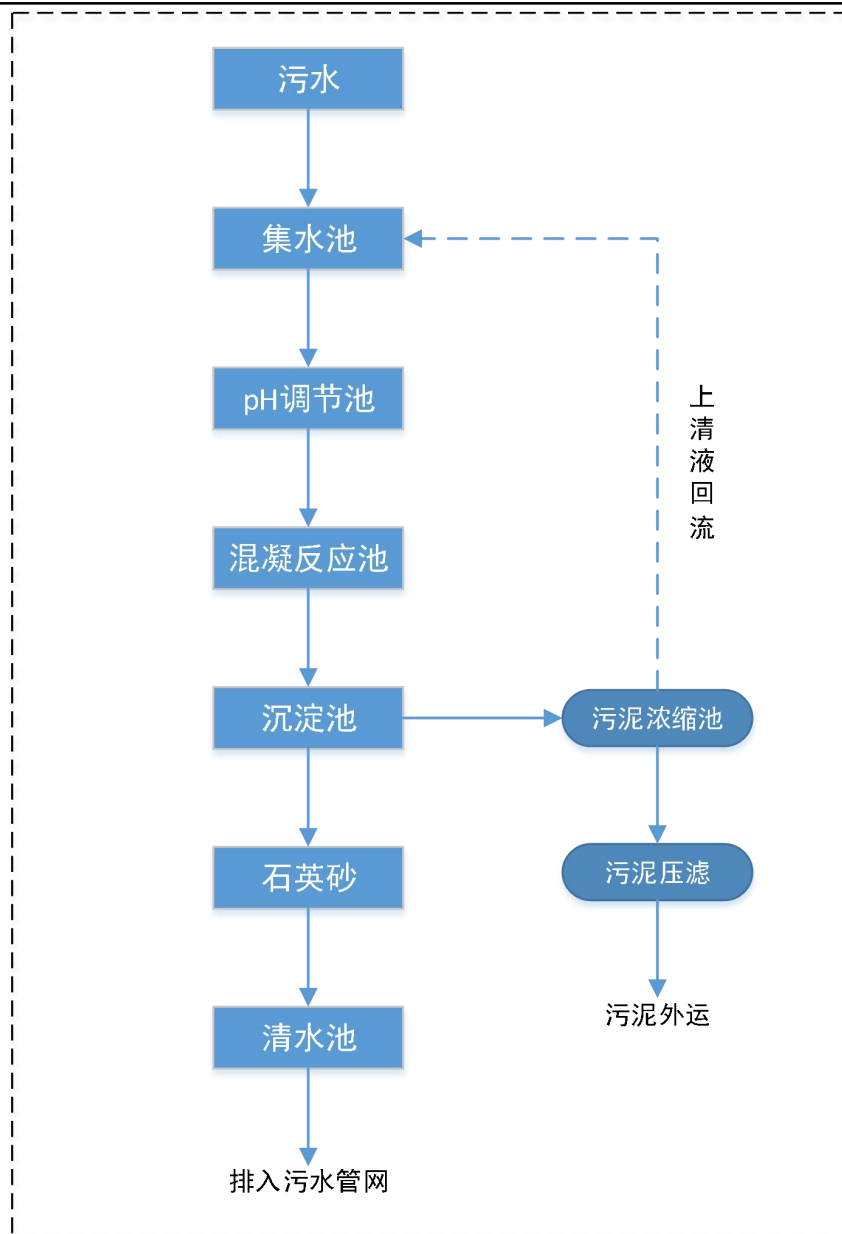 污水
集水池
pH调节池
上清液回流
混凝反应池
沉淀池
污泥浓缩池
石英砂
污泥压滤
清水池
污泥外运
排入污水管网